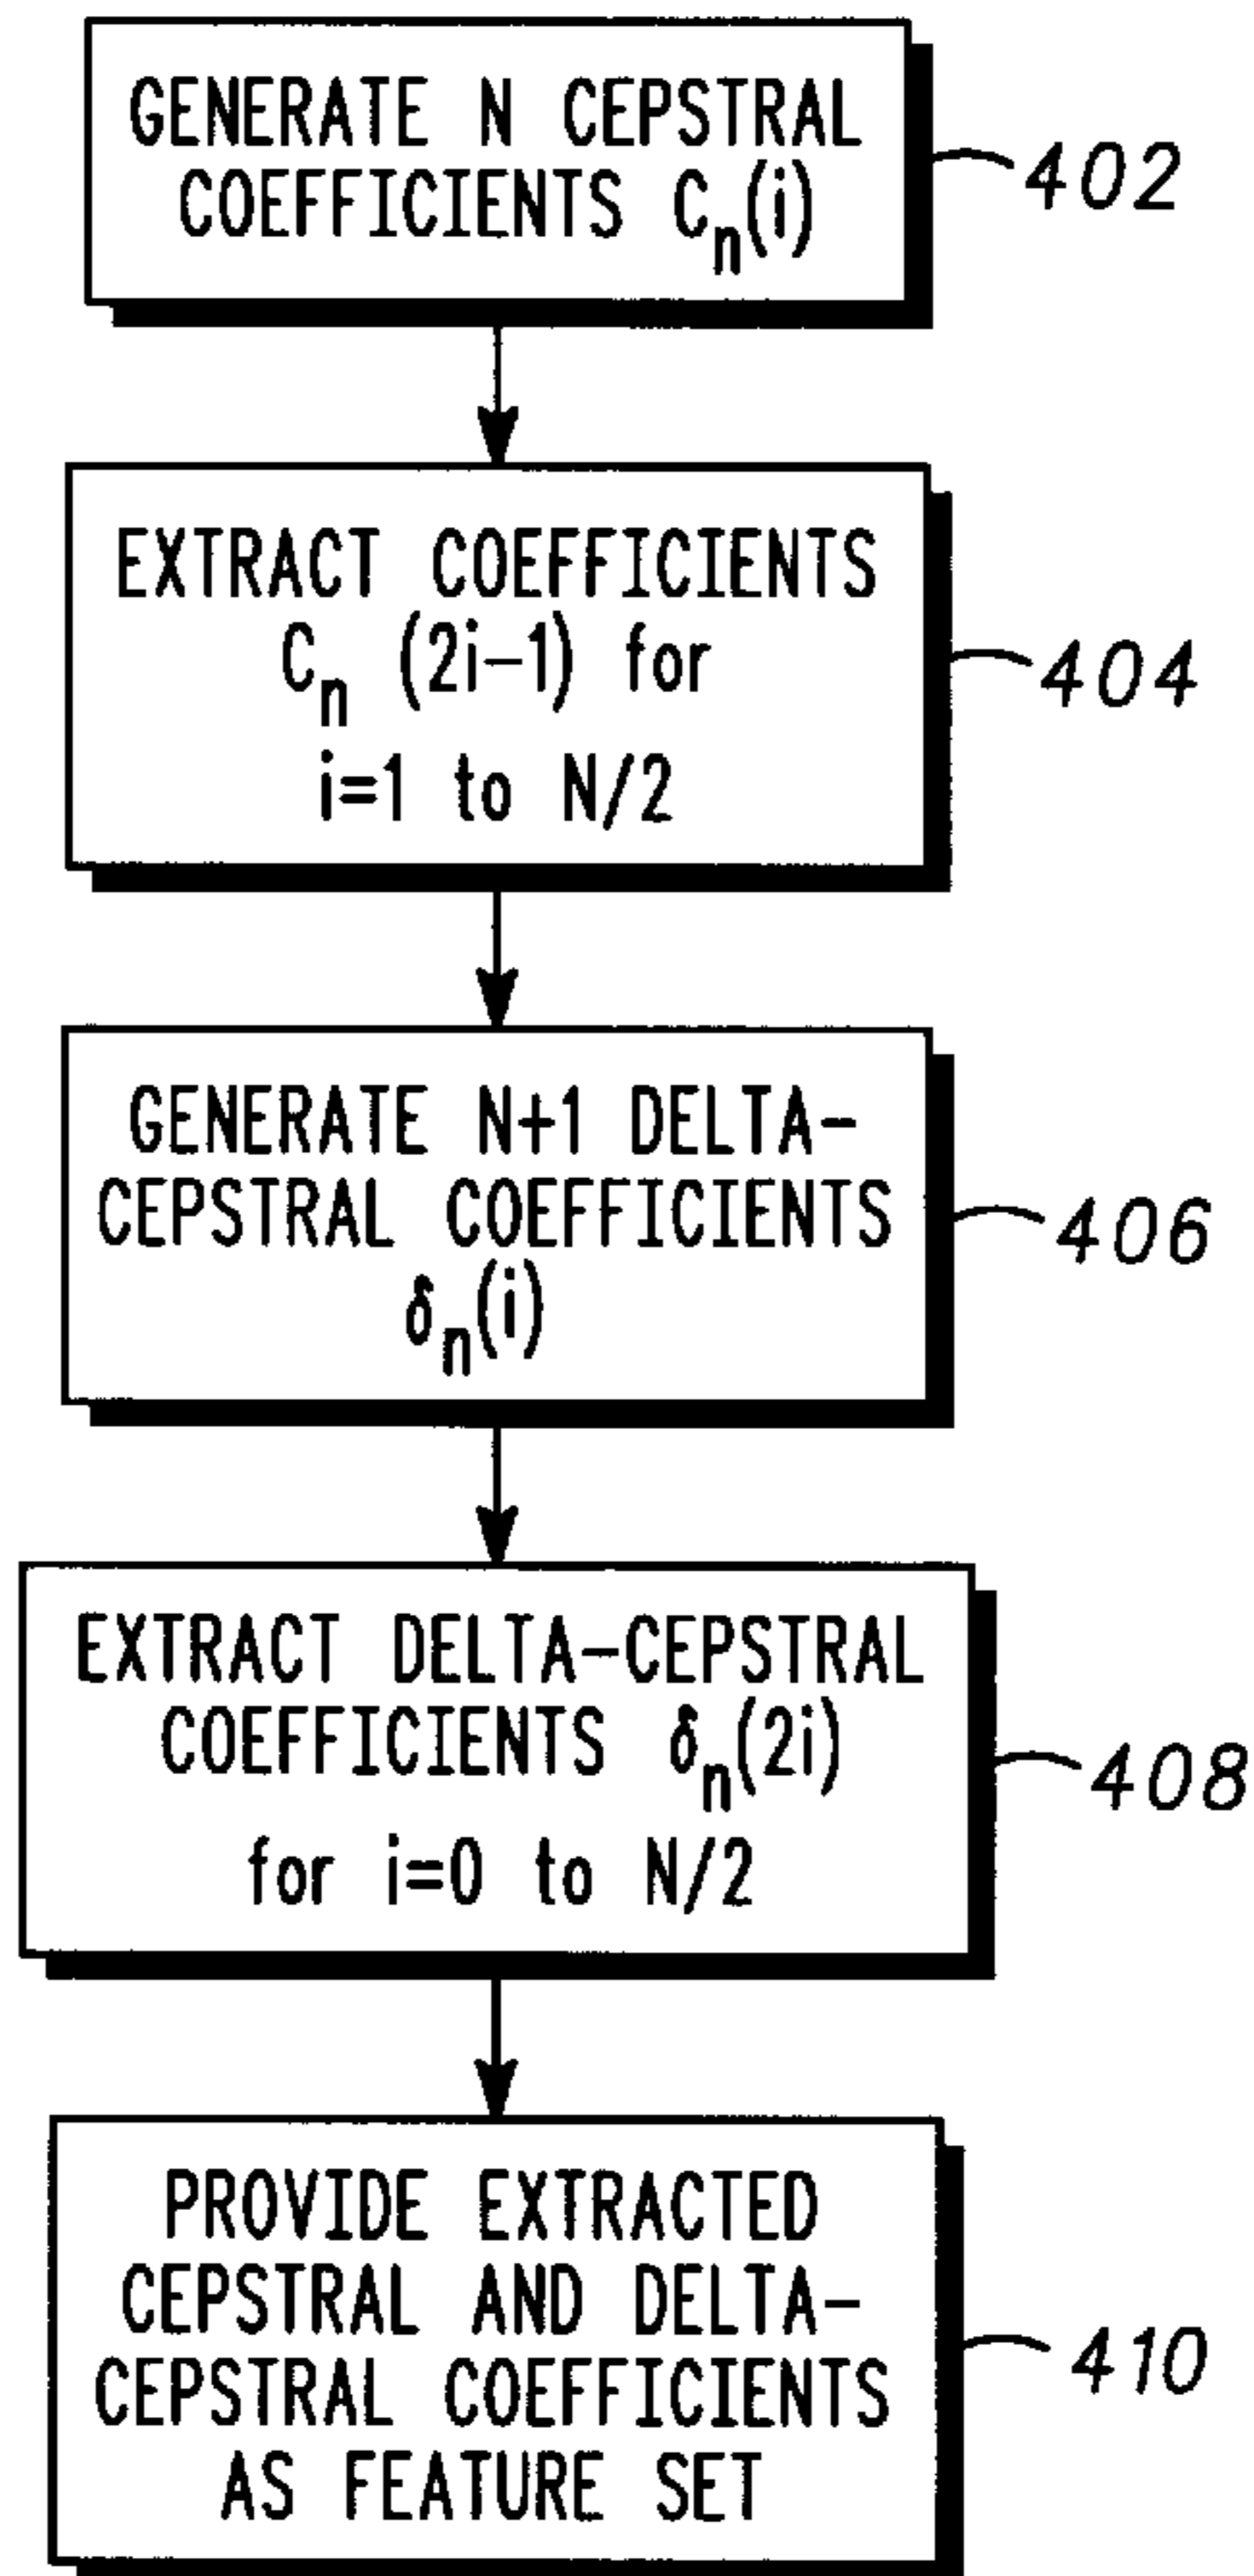 GENERATE N CEPSTRAL
COEFFICIENTS Cn(i)
402
EXTRACT COEFFICIENTS
Cn (2i-1) for
i=1 to N/2
404
GENERATE N+1 DELTA-
CEPSTRAL COEFFICIENTS
δn(i)
406
EXTRACT DELTA-CEPSTRAL
COEFFICIENTS δn(2i)
for i=0 to N/2
408
PROVIDE EXTRACTED
CEPSTRAL AND DELTA-
CEPSTRAL COEFFICIENTS
AS FEATURE SET
410